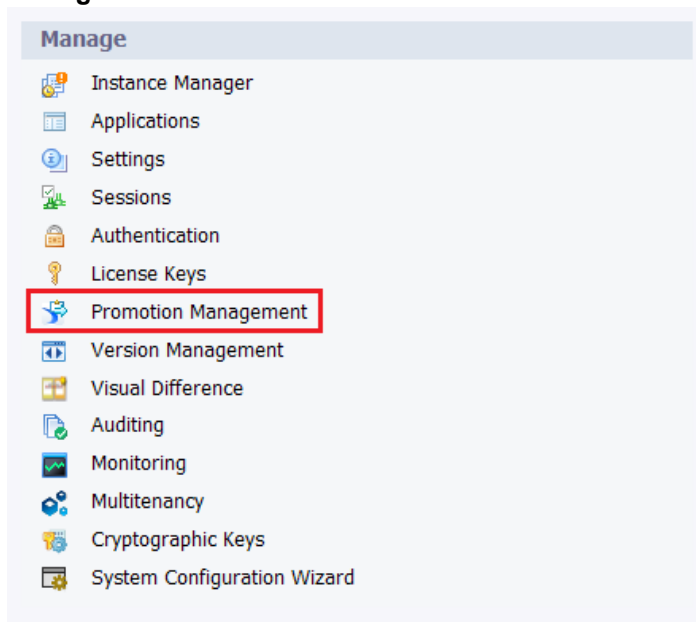 Manage
Instance Manager
Applications
Settings
Sessions
Authentication
License Keys
Promotion Management
Version Management
Visual Difference
Auditing
Monitoring
Multitenancy
Cryptographic Keys
System Configuration Wizard